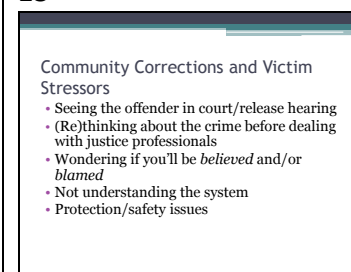 Community Corrections and Victim
Stressors
• Seeing the offender in court/release hearing
• (Re)thinking about the crime before dealing
with justice professionals
• Wondering if you'll be believed and/or
blamed
• Not understanding the system
• Protection/safety issues